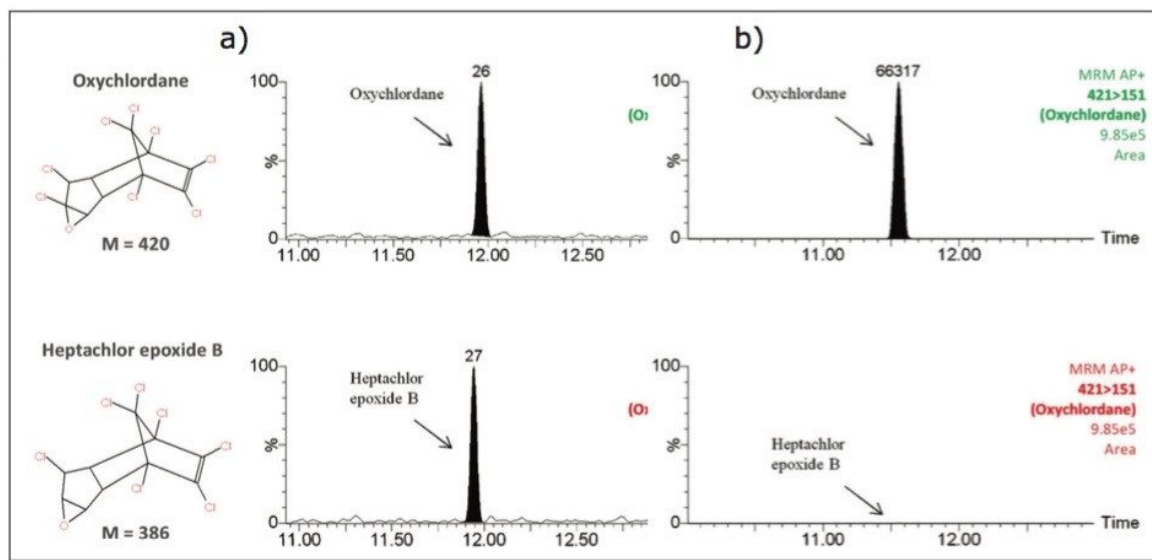 a)
b)
Oxychlordane
Cl
Cl
Cl
Cl
Cl
Cl
Cl
Cl
O
M = 420
26
100
Oxychlordane
(Ox
%
0
11.00 11.50 12.00 12.50
66317
100
Oxychlordane
%
0
11.00 12.00
Time
MRM AP+
421>151
(Oxychlordane)
9.85e5
Area
Heptachlor epoxide B
Cl
Cl
Cl
Cl
Cl
Cl
Cl
O
M = 386
27
100
Heptachlor
epoxide B
(Ox
%
0
11.00 11.50 12.00 12.50
100
Heptachlor
epoxide B
%
0
11.00 12.00
Time
MRM AP+
421>151
(Oxychlordane)
9.85e5
Area